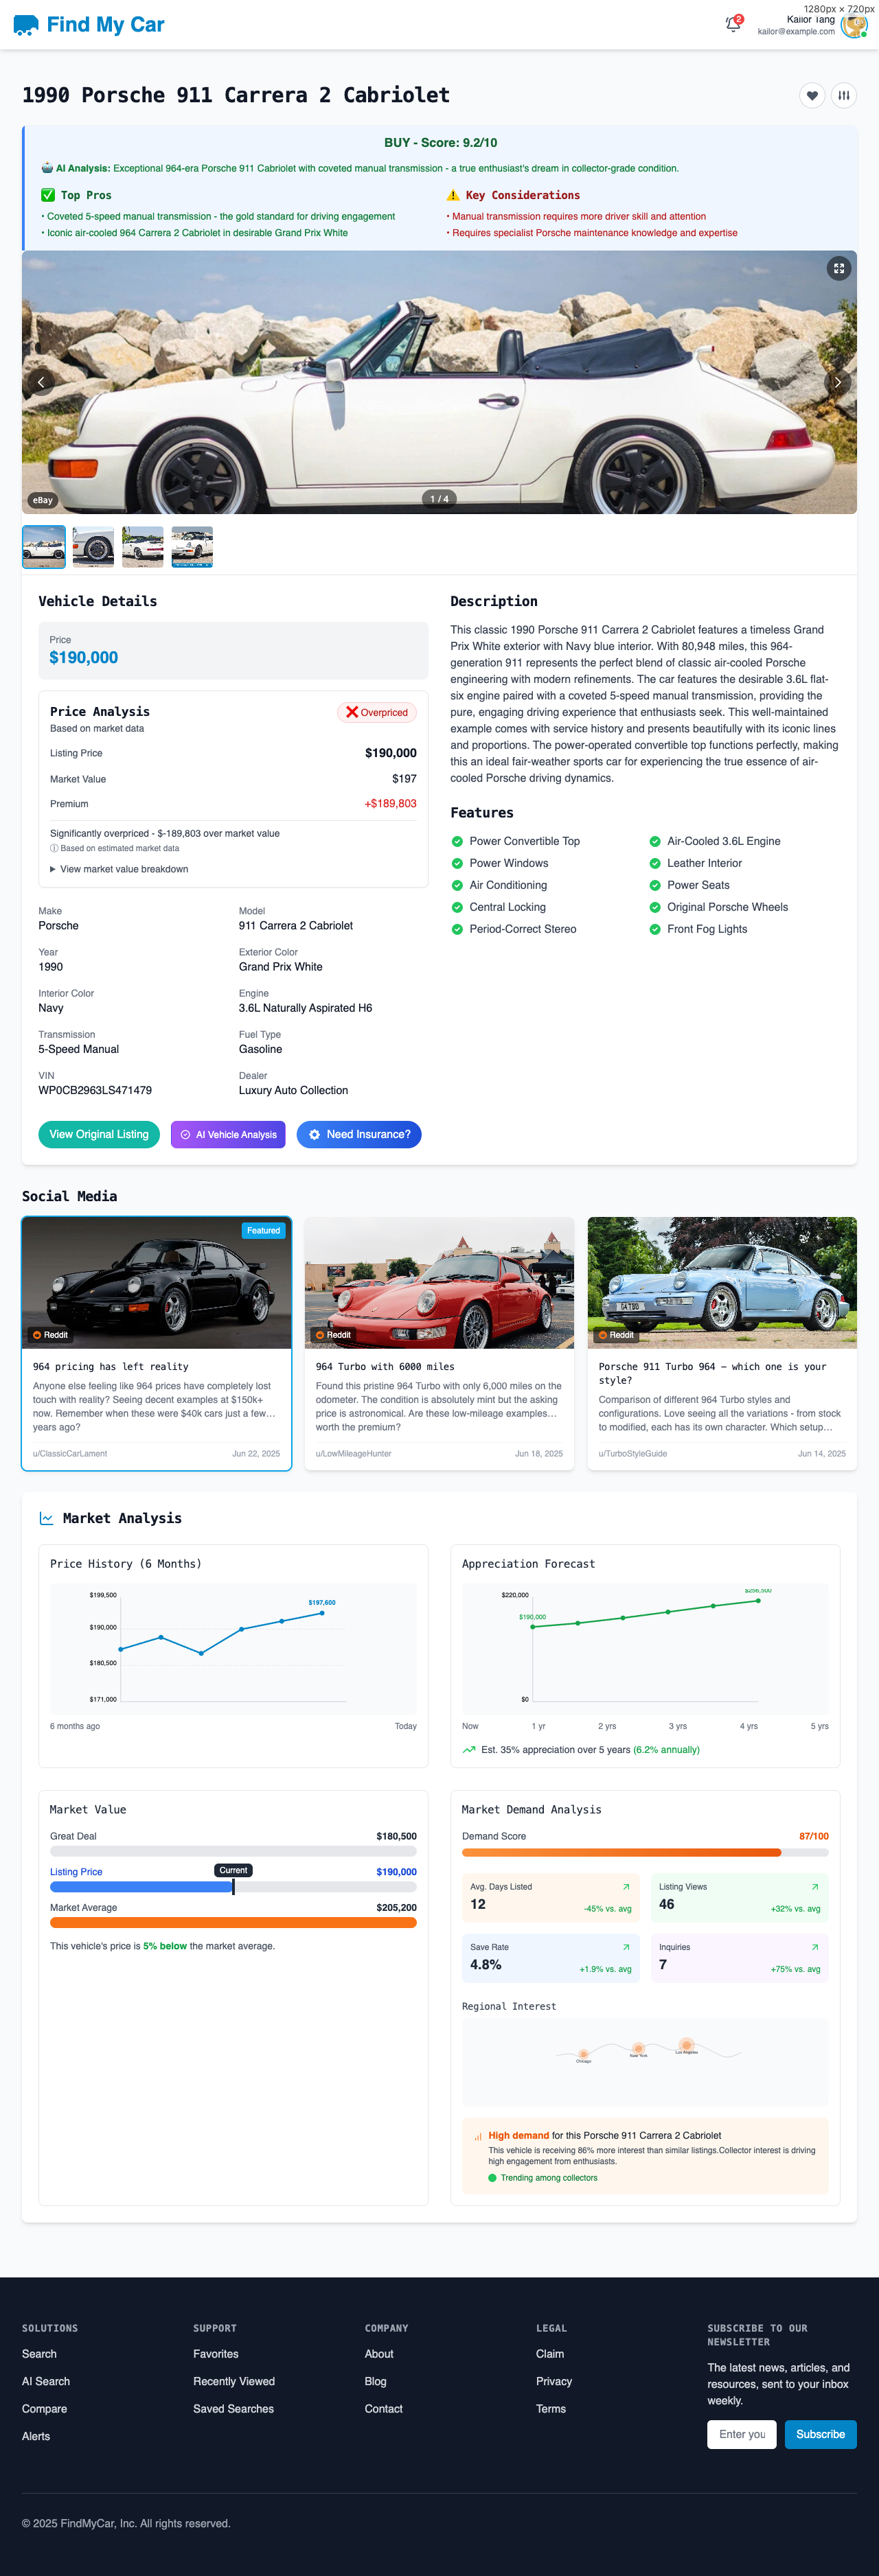 1280px × 720px
Find My Car
2
Kailor Tang
kailor@example.com
1990 Porsche 911 Carrera 2 Cabriolet
BUY - Score: 9.2/10
AI Analysis: Exceptional 964-era Porsche 911 Cabriolet with coveted manual transmission - a true enthusiast's dream in collector-grade condition.
Top Pros
• Coveted 5-speed manual transmission - the gold standard for driving engagement
• Iconic air-cooled 964 Carrera 2 Cabriolet in desirable Grand Prix White
Key Considerations
• Manual transmission requires more driver skill and attention
• Requires specialist Porsche maintenance knowledge and expertise
eBay
1 / 4
Vehicle Details
Price
$190,000
Price Analysis
Overpriced
Based on market data
Listing Price
$190,000
Market Value
$197
Premium
+$189,803
Significantly overpriced - $-189,803 over market value
ⓘ Based on estimated market data
View market value breakdown
Make
Porsche
Model
911 Carrera 2 Cabriolet
Year
1990
Exterior Color
Grand Prix White
Interior Color
Navy
Engine
3.6L Naturally Aspirated H6
Transmission
5-Speed Manual
Fuel Type
Gasoline
VIN
WP0CB2963LS471479
Dealer
Luxury Auto Collection
View Original Listing
AI Vehicle Analysis
Need Insurance?
Description
This classic 1990 Porsche 911 Carrera 2 Cabriolet features a timeless Grand
Prix White exterior with Navy blue interior. With 80,948 miles, this 964-
generation 911 represents the perfect blend of classic air-cooled Porsche
engineering with modern refinements. The car features the desirable 3.6L flat-
six engine paired with a coveted 5-speed manual transmission, providing the
pure, engaging driving experience that enthusiasts seek. This well-maintained
example comes with service history and presents beautifully with its iconic lines
and proportions. The power-operated convertible top functions perfectly, making
this an ideal fair-weather sports car for experiencing the true essence of air-
cooled Porsche driving dynamics.
Features
Power Convertible Top
Air-Cooled 3.6L Engine
Power Windows
Leather Interior
Air Conditioning
Power Seats
Central Locking
Original Porsche Wheels
Period-Correct Stereo
Front Fog Lights
Social Media
Featured
Reddit
964 pricing has left reality
Anyone else feeling like 964 prices have completely lost
touch with reality? Seeing decent examples at $150k+
now. Remember when these were $40k cars just a few…
years ago?
u/ClassicCarLament
Jun 22, 2025
Reddit
964 Turbo with 6000 miles
Found this pristine 964 Turbo with only 6,000 miles on the
odometer. The condition is absolutely mint but the asking
price is astronomical. Are these low-mileage examples…
worth the premium?
u/LowMileageHunter
Jun 18, 2025
G4 TBO
Reddit
Porsche 911 Turbo 964 – which one is your
style?
Comparison of different 964 Turbo styles and
configurations. Love seeing all the variations - from stock
to modified, each has its own character. Which setup…
u/TurboStyleGuide
Jun 14, 2025
Market Analysis
Price History (6 Months)
$199,500
$190,000
$180,500
$171,000
$197,600
6 months ago
Today
Appreciation Forecast
$220,000
$0
$190,000
$256,500
Now
1 yr
2 yrs
3 yrs
4 yrs
5 yrs
Est. 35% appreciation over 5 years (6.2% annually)
Market Value
Great Deal
$180,500
Listing Price
Current
$190,000
Market Average
$205,200
This vehicle's price is 5% below the market average.
Market Demand Analysis
Demand Score
87/100
Avg. Days Listed
12
-45% vs. avg
Listing Views
46
+32% vs. avg
Save Rate
4.8%
+1.9% vs. avg
Inquiries
7
+75% vs. avg
Regional Interest
Chicago
New York
Los Angeles
High demand for this Porsche 911 Carrera 2 Cabriolet
This vehicle is receiving 86% more interest than similar listings.Collector interest is driving
high engagement from enthusiasts.
Trending among collectors
SOLUTIONS
Search
AI Search
Compare
Alerts
SUPPORT
Favorites
Recently Viewed
Saved Searches
COMPANY
About
Blog
Contact
LEGAL
Claim
Privacy
Terms
SUBSCRIBE TO OUR
NEWSLETTER
The latest news, articles, and
resources, sent to your inbox
weekly.
Enter you
Subscribe
© 2025 FindMyCar, Inc. All rights reserved.